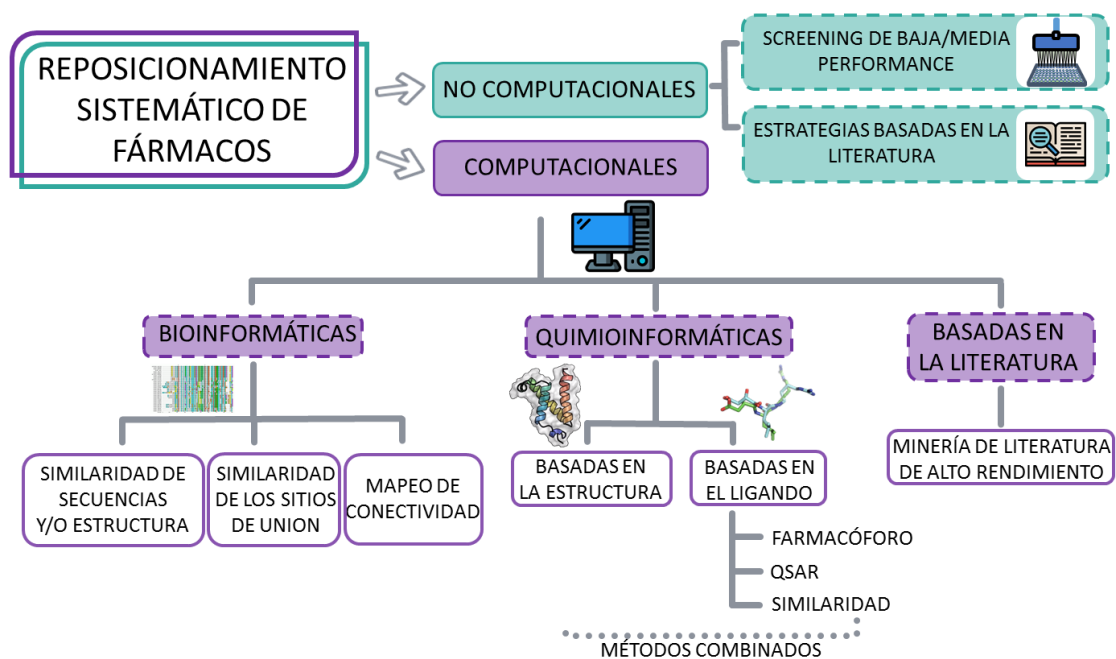 REPOSICIONAMIENTO
SISTEMÁTICO DE
FÁRMACOS
NO COMPUTACIONALES
COMPUTACIONALES
SCREENING DE BAJA/MEDIA
PERFORMANCE
ESTRATEGIAS BASADAS EN LA
LITERATURA
BIOINFORMÁTICAS
QUIMIOINFORMÁTICAS
BASADAS EN
LA LITERATURA
SIMILARIDAD DE
SECUENCIAS
Y/O ESTRUCTURA
SIMILARIDAD
DE LOS SITIOS
DE UNION
MAPEO DE
CONECTIVIDAD
BASADAS EN
LA ESTRUCTURA
BASADAS EN
EL LIGANDO
MINERÍA DE LITERATURA
DE ALTO RENDIMIENTO
FARMACÓFORO
QSAR
SIMILARIDAD
MÉTODOS COMBINADOS